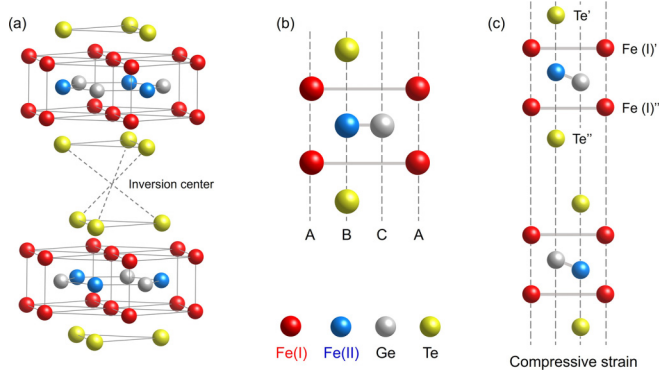 (a)
Inversion center
(b)
A B C A
Fe(I) Fe(II) Ge Te
(c)
Te'
Fe (I)'
Fe (I)''
Te''
Compressive strain